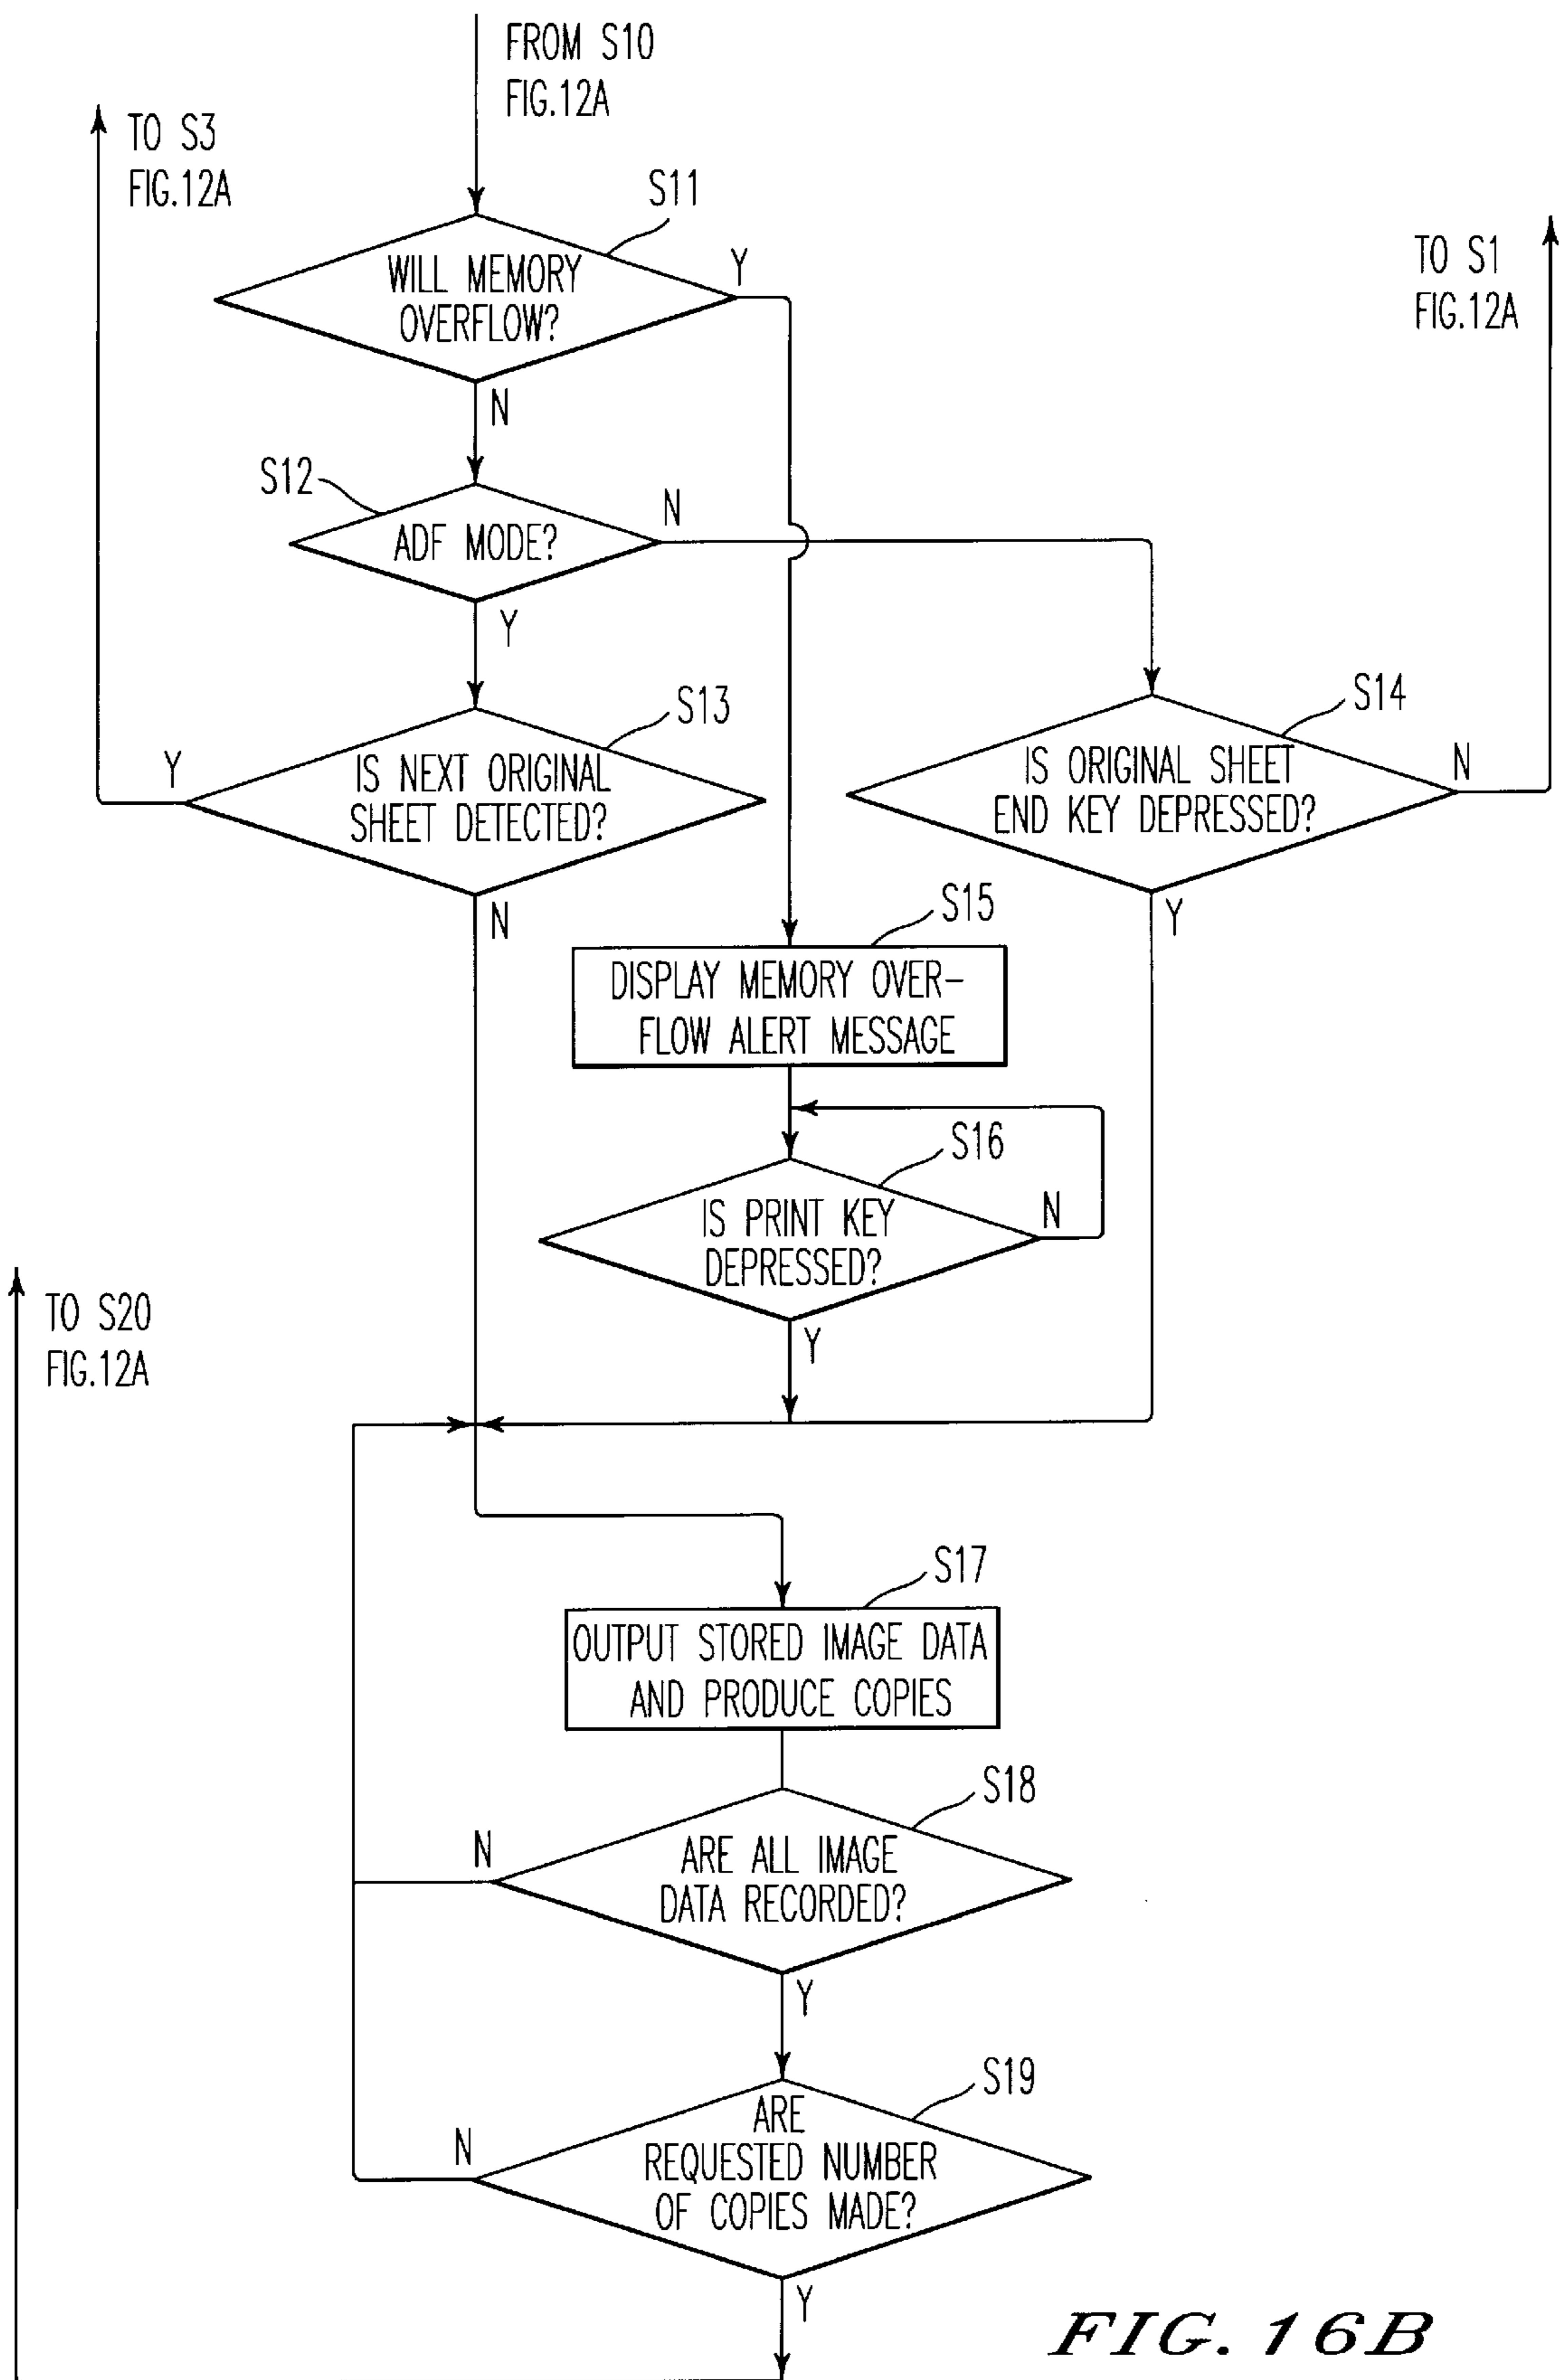 FROM S10
FIG.12A
TO S3
FIG.12A
S11
WILL MEMORY
OVERFLOW?
Y
N
TO S1
FIG.12A
S12
ADF MODE?
N
Y
S13
IS NEXT ORIGINAL
SHEET DETECTED?
Y
N
S14
IS ORIGINAL SHEET
END KEY DEPRESSED?
N
Y
S15
DISPLAY MEMORY OVER-
FLOW ALERT MESSAGE
S16
IS PRINT KEY
DEPRESSED?
N
Y
TO S20
FIG.12A
S17
OUTPUT STORED IMAGE DATA
AND PRODUCE COPIES
S18
ARE ALL IMAGE
DATA RECORDED?
N
Y
S19
ARE
REQUESTED NUMBER
OF COPIES MADE?
N
Y
FIG. 16B